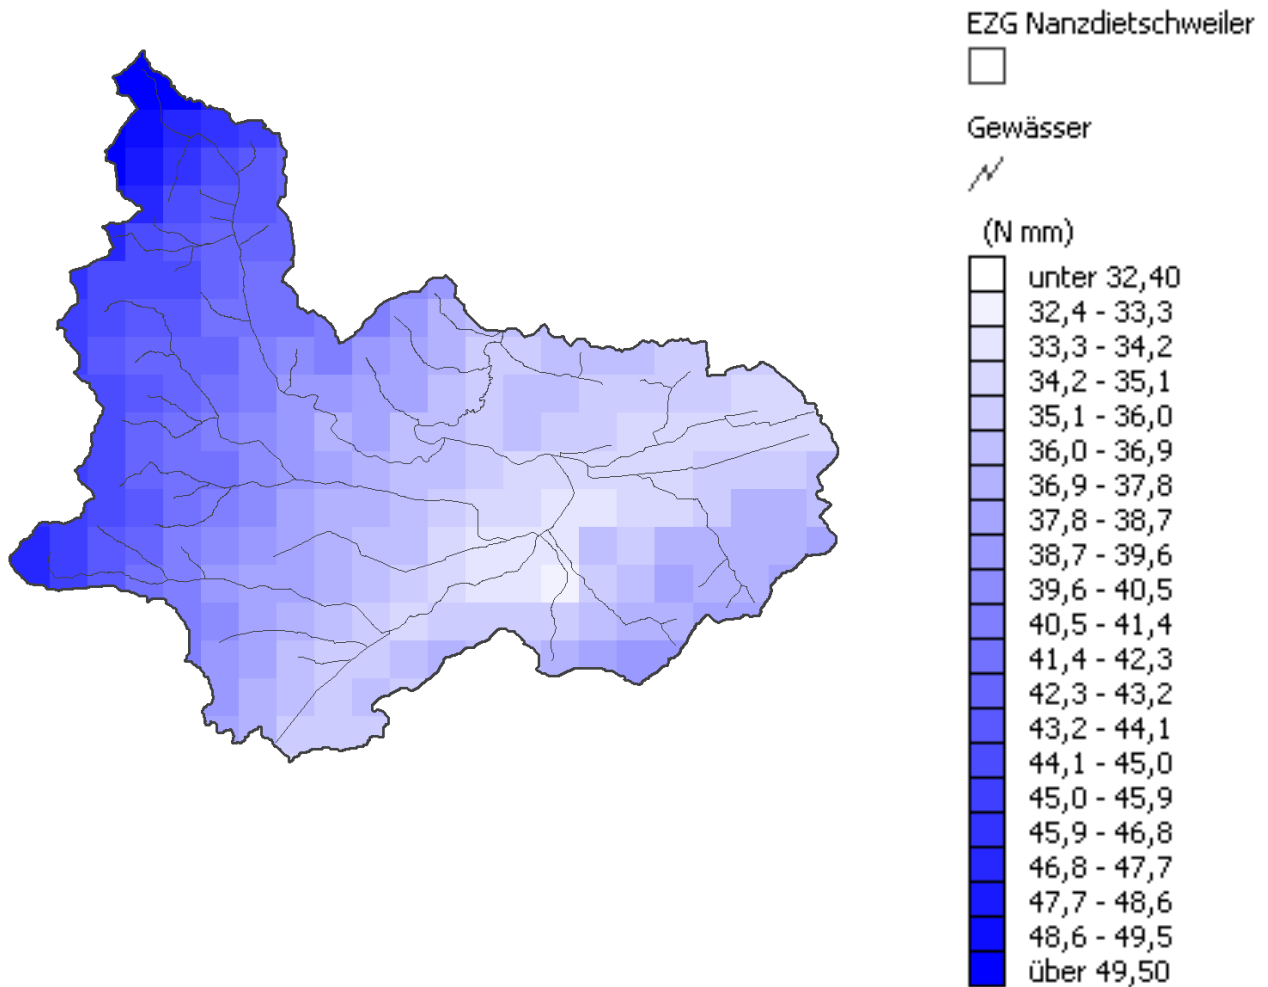 EZG Nanzdietschweiler
Gewässer
(N mm)
unter 32,40
32,4 - 33,3
33,3 - 34,2
34,2 - 35,1
35,1 - 36,0
36,0 - 36,9
36,9 - 37,8
37,8 - 38,7
38,7 - 39,6
39,6 - 40,5
40,5 - 41,4
41,4 - 42,3
42,3 - 43,2
43,2 - 44,1
44,1 - 45,0
45,0 - 45,9
45,9 - 46,8
46,8 - 47,7
47,7 - 48,6
48,6 - 49,5
über 49,50